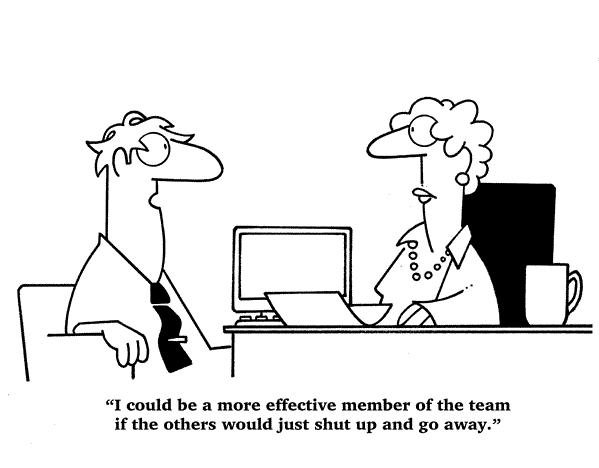 “I could be a more effective member of the team
if the others would just shut up and go away.”